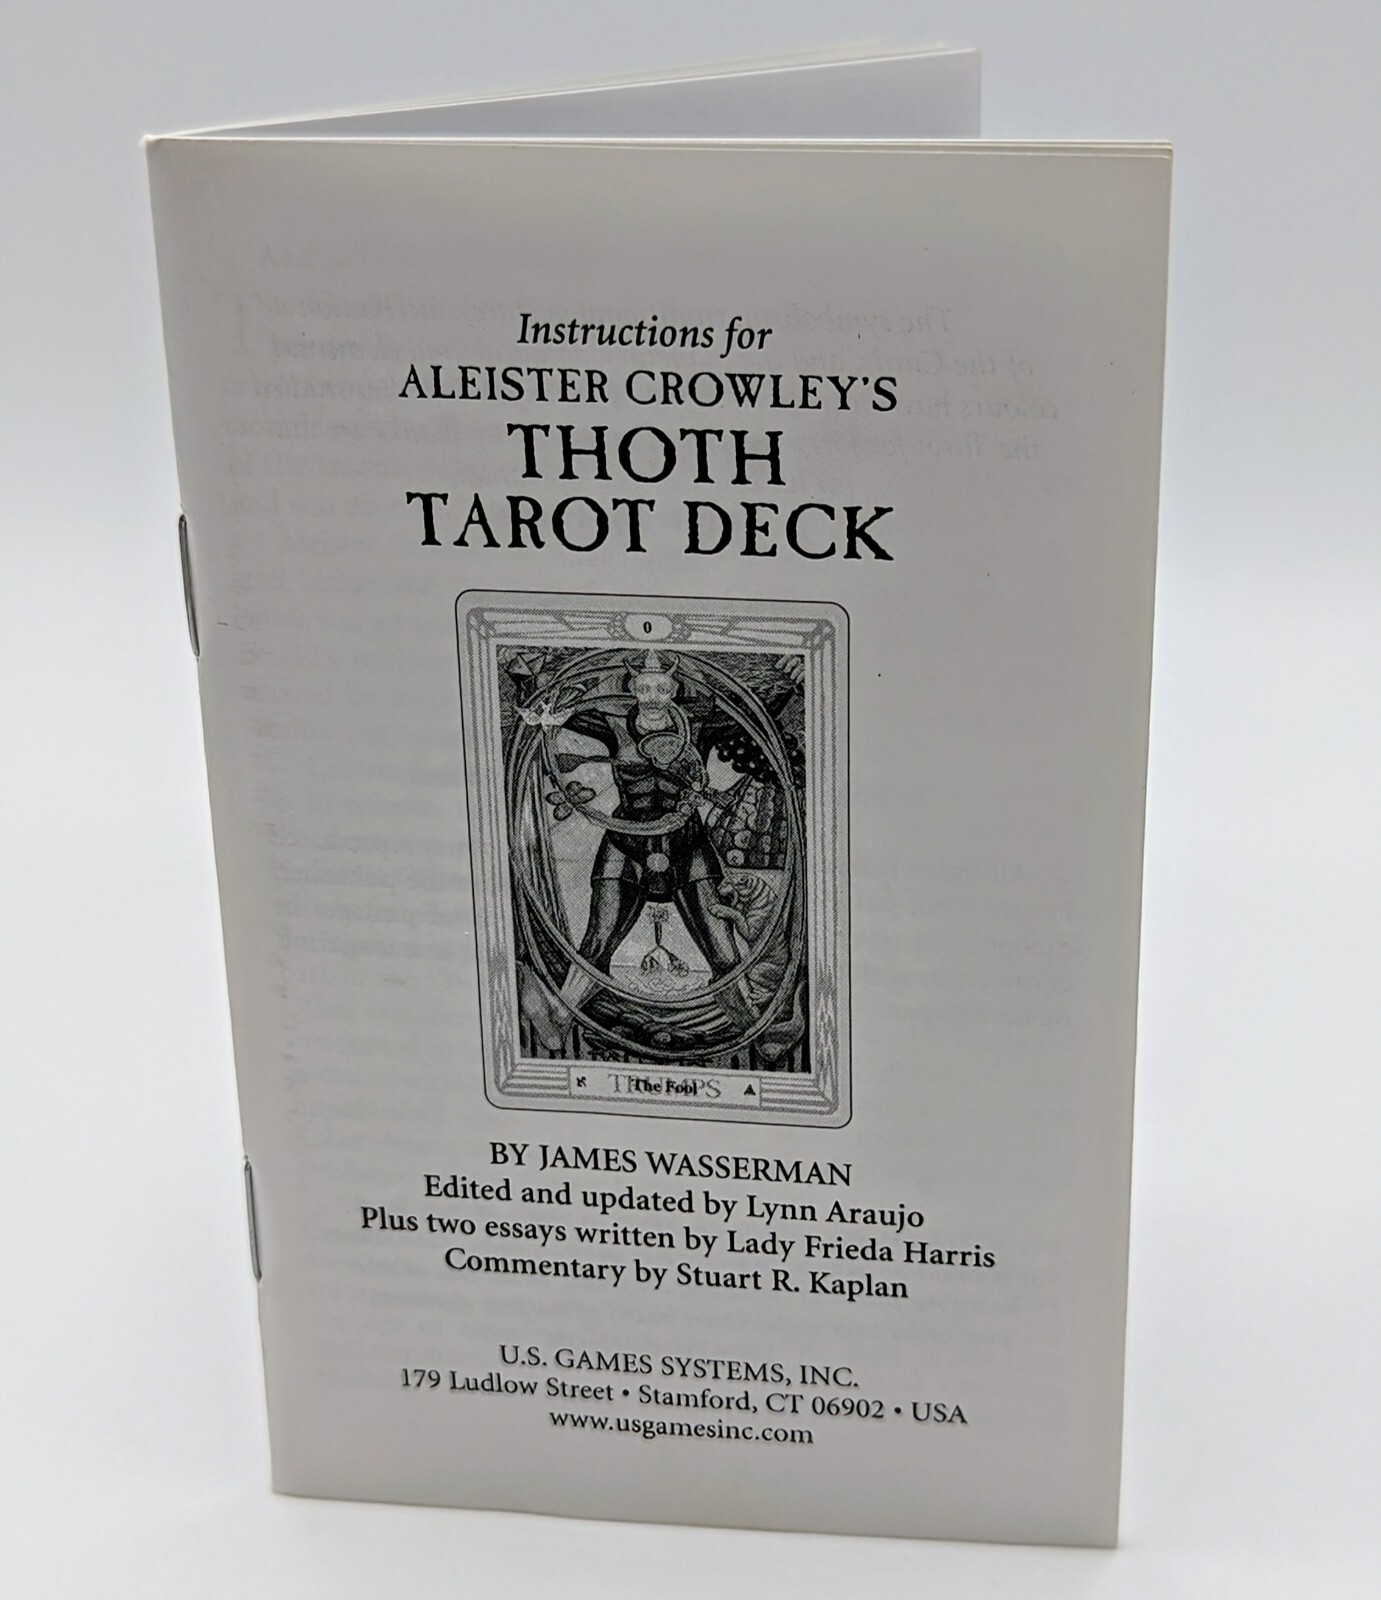 Instructions for
ALEISTER CROWLEY'S
THOTH
TAROT DECK
0
א TRUMPS The Fool 🜁
BY JAMES WASSERMAN
Edited and updated by Lynn Araujo
Plus two essays written by Lady Frieda Harris
Commentary by Stuart R. Kaplan
U.S. GAMES SYSTEMS, INC.
179 Ludlow Street • Stamford, CT 06902 • USA
www.usgamesinc.com